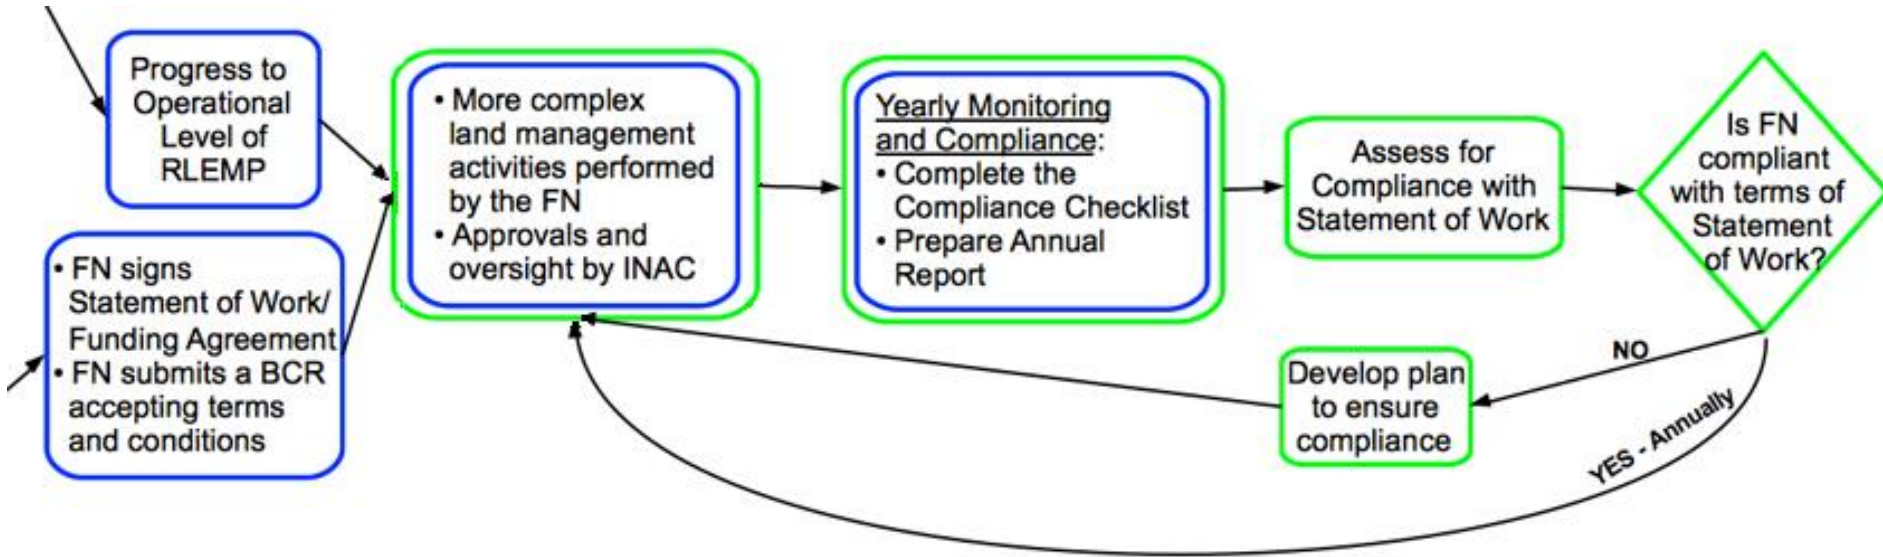 Progress to
Operational
Level of
RLEMP
• FN signs
Statement of Work/
Funding Agreement
• FN submits a BCR
accepting terms
and conditions
• More complex
land management
activities performed
by the FN
• Approvals and
oversight by INAC
Yearly Monitoring
and Compliance:
• Complete the
Compliance Checklist
• Prepare Annual
Report
Assess for
Compliance with
Statement of Work
Is FN
compliant
with terms of
Statement
of Work?
NO
Develop plan
to ensure
compliance
YES - Annually